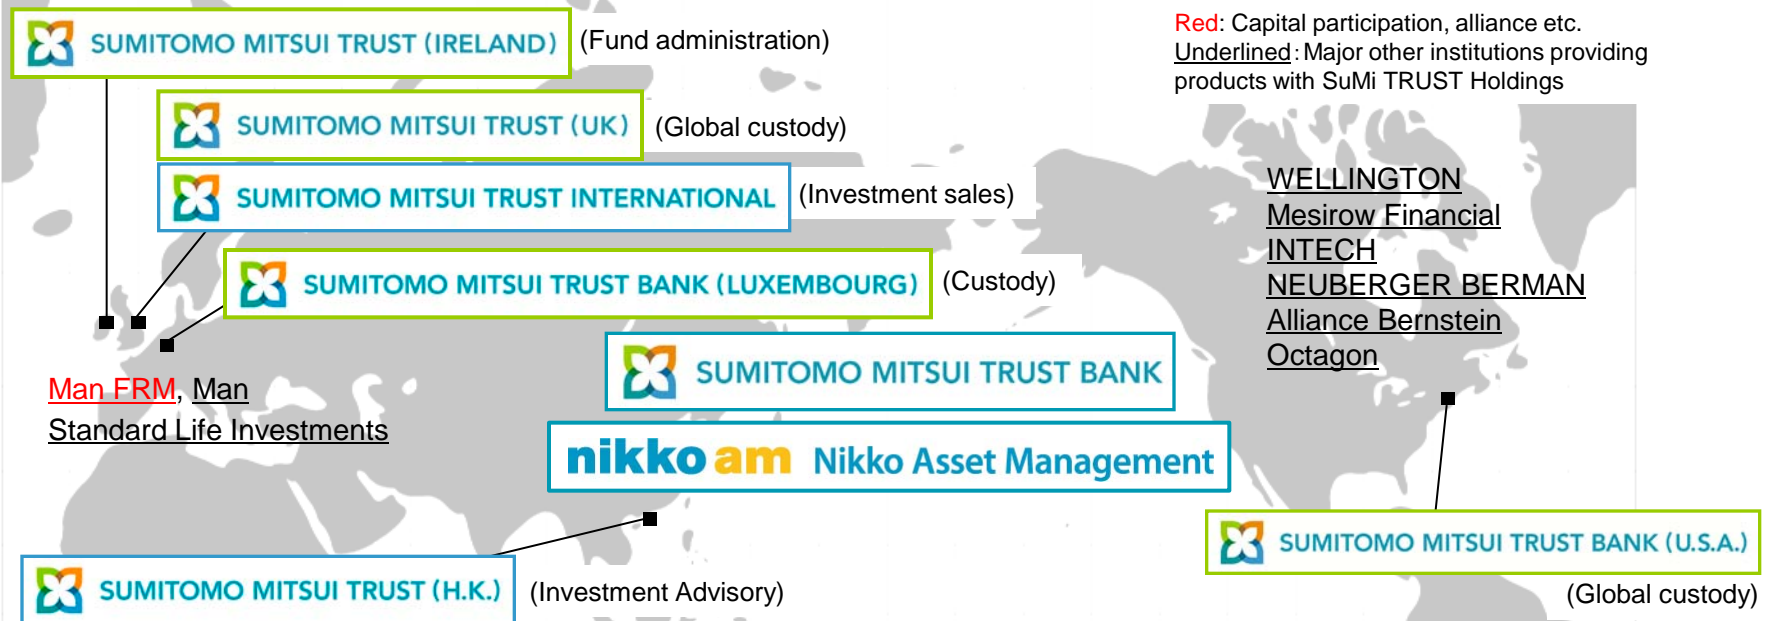 SUMITOMO MITSUI TRUST (IRELAND) (Fund administration)
Red: Capital participation, alliance etc.
Underlined: Major other institutions providing
products with SuMi TRUST Holdings
SUMITOMO MITSUI TRUST (UK) (Global custody)
SUMITOMO MITSUI TRUST INTERNATIONAL (Investment sales)
SUMITOMO MITSUI TRUST BANK (LUXEMBOURG) (Custody)
WELLINGTON
Mesirow Financial
INTECH
NEUBERGER BERMAN
Alliance Bernstein
Octagon
SUMITOMO MITSUI TRUST BANK
Man FRM, Man
Standard Life Investments
nikko am Nikko Asset Management
SUMITOMO MITSUI TRUST BANK (U.S.A.)
(Global custody)
SUMITOMO MITSUI TRUST (H.K.) (Investment Advisory)